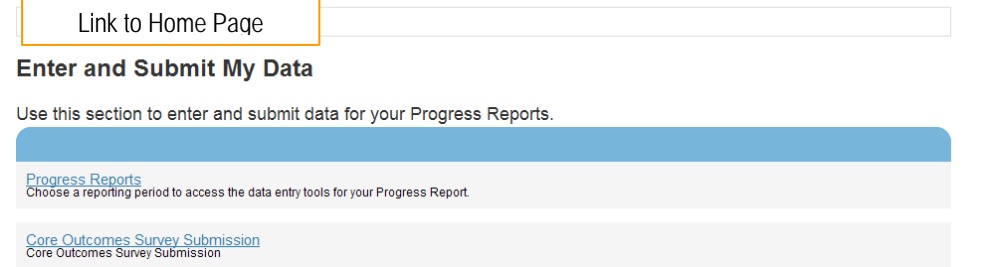 Link to Home Page
Enter and Submit My Data
Use this section to enter and submit data for your Progress Reports.
Progress Reports
Choose a reporting period to access the data entry tools for your Progress Report.
Core Outcomes Survey Submission
Core Outcomes Survey Submission